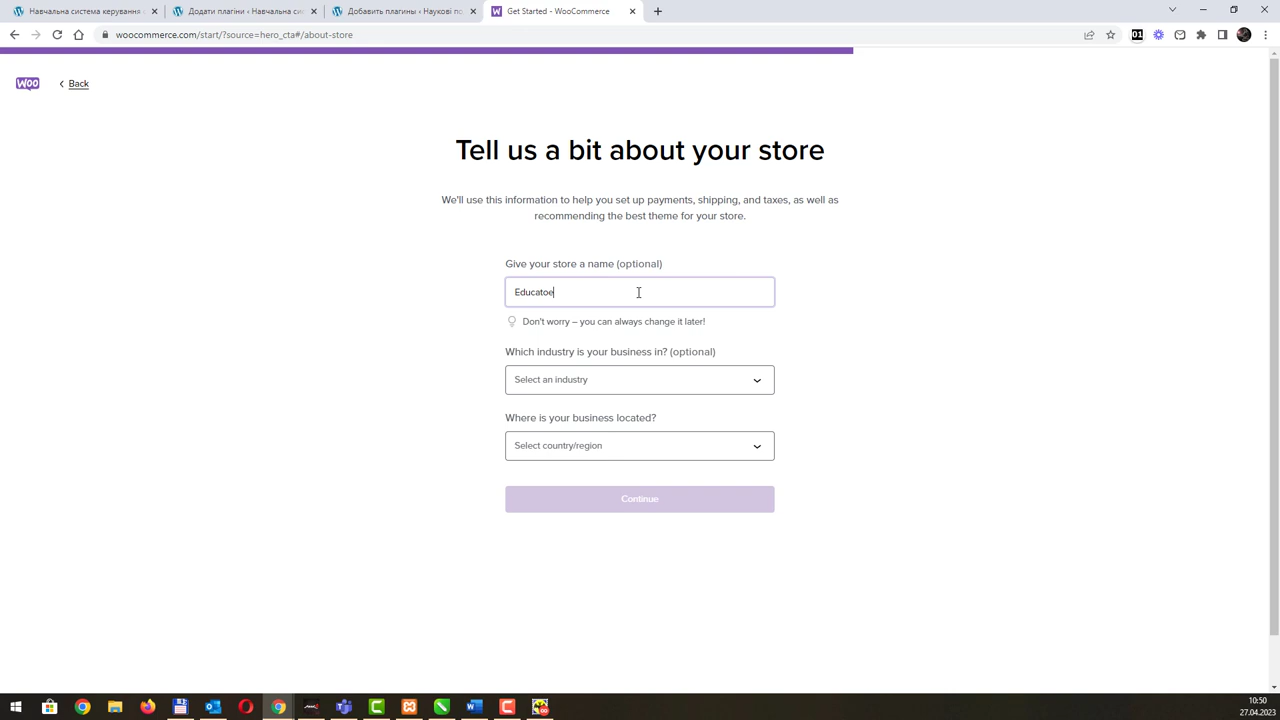 Навчальна система керування
Додати плагіни ‹ Навчальна сис
Добавить плагины › Наукові по
Get Started - WooCommerce
woocommerce.com/start/?source=hero_cta#/about-store
WOO
Back
Tell us a bit about your store
We'll use this information to help you set up payments, shipping, and taxes, as well as
recommending the best theme for your store.
Give your store a name (optional)
Educatoe
Don't worry – you can always change it later!
Which industry is your business in? (optional)
Select an industry
Where is your business located?
Select country/region
Continue
10:50
27.04.2023